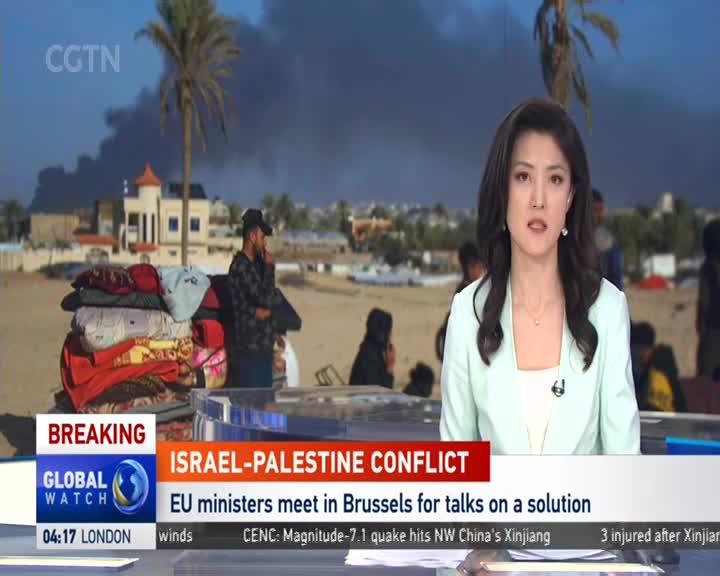 CGTN
BREAKING
ISRAEL-PALESTINE CONFLICT
GLOBAL WATCH
EU ministers meet in Brussels for talks on a solution
04:17 LONDON
winds CENC: Magnitude-7.1 quake hits NW China's Xinjiang 3 injured after Xinjian